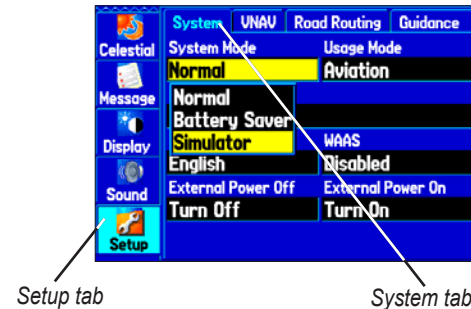 System VNAV Road Routing Guidance
Celestial
System Mode Usage Mode
Normal Aviation
Message
Normal
Battery Saver
Display
Simulator WAAS
English Disabled
Sound
External Power Off External Power On
Turn Off Turn On
Setup
Setup tab System tab